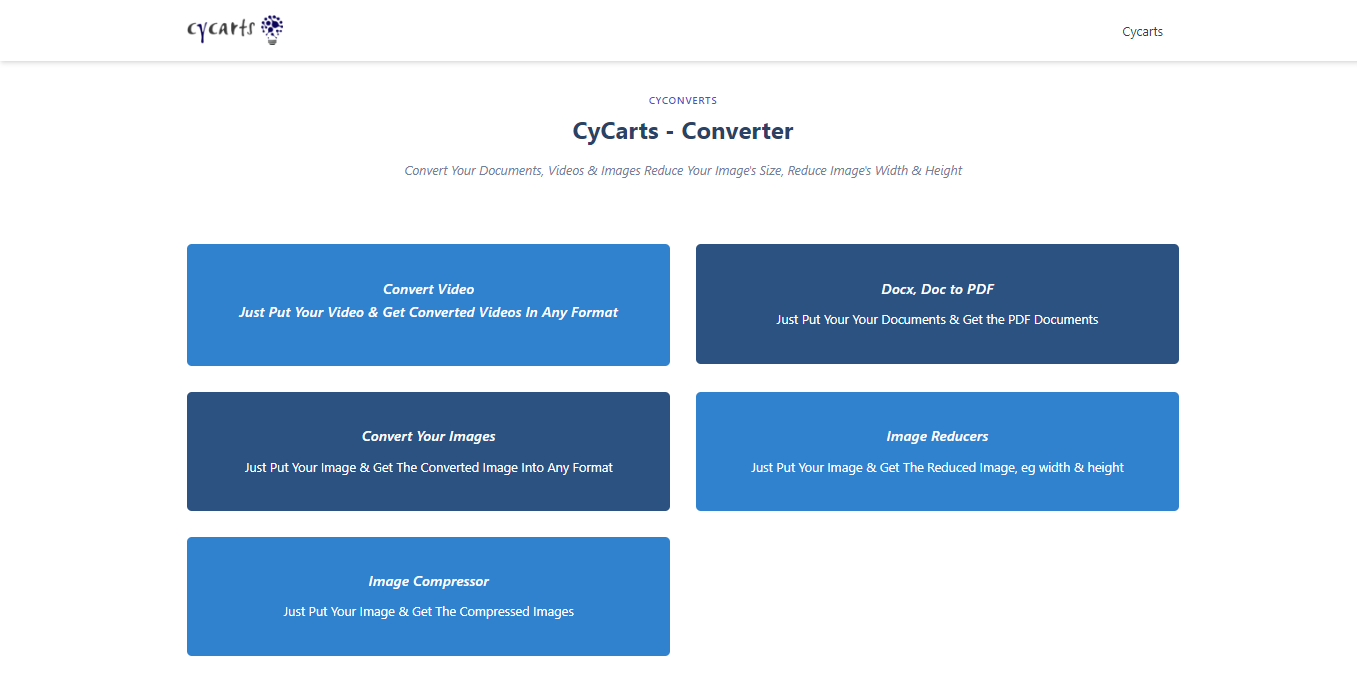 cycarts
Cycarts
CYCONVERTS
CyCarts - Converter
Convert Your Documents, Videos & Images Reduce Your Image's Size, Reduce Image's Width & Height
Convert Video
Just Put Your Video & Get Converted Videos In Any Format
Docx, Doc to PDF
Just Put Your Your Documents & Get the PDF Documents
Convert Your Images
Just Put Your Image & Get The Converted Image Into Any Format
Image Reducers
Just Put Your Image & Get The Reduced Image, eg width & height
Image Compressor
Just Put Your Image & Get The Compressed Images